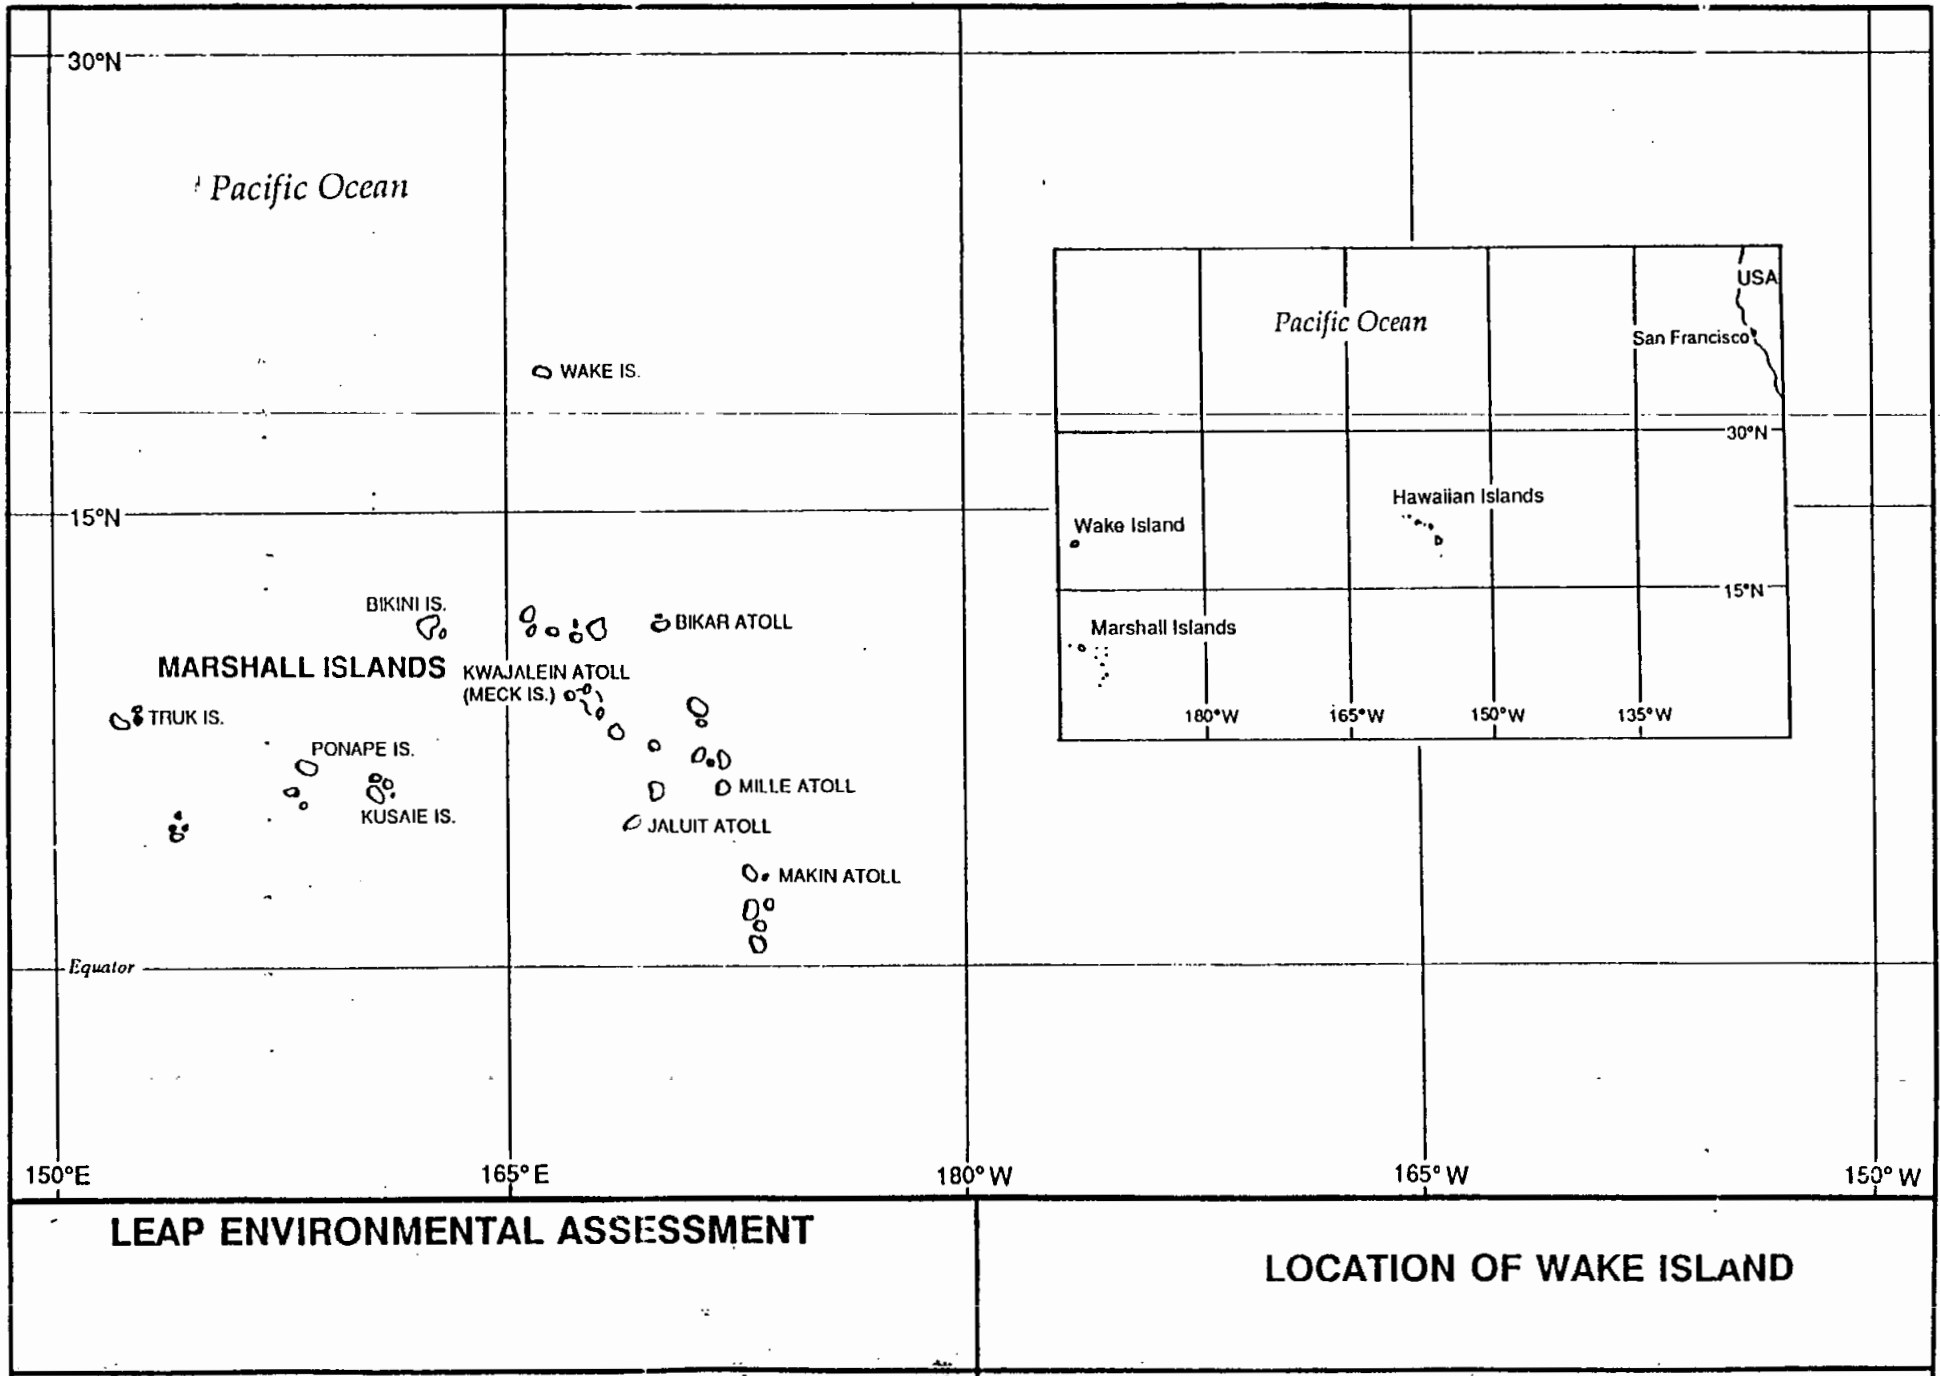 30°N
Pacific Ocean
USA
Pacific Ocean
San Francisco
WAKE IS.
30°N
Hawaiian Islands
15°N
Wake Island
15°N
BIKINI IS.
BIKAR ATOLL
Marshall Islands
MARSHALL ISLANDS
KWAJALEIN ATOLL
(MECK IS.)
TRUK IS.
180°W 165°W 150°W 135°W
PONAPE IS.
MILLE ATOLL
KUSAIE IS.
JALUIT ATOLL
MAKIN ATOLL
Equator
150°E 165°E 180°W 165°W 150°W
LEAP ENVIRONMENTAL ASSESSMENT
LOCATION OF WAKE ISLAND